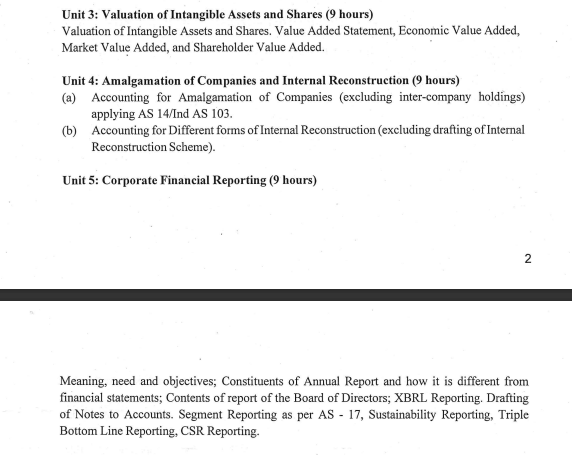 Unit 3: Valuation of Intangible Assets and Shares (9 hours)
Valuation of Intangible Assets and Shares. Value Added Statement, Economic Value Added,
Market Value Added, and Shareholder Value Added.
Unit 4: Amalgamation of Companies and Internal Reconstruction (9 hours)
(a) Accounting for Amalgamation of Companies (excluding inter-company holdings)
applying AS 14/Ind AS 103.
(b) Accounting for Different forms of Internal Reconstruction (excluding drafting of Internal
Reconstruction Scheme).
Unit 5: Corporate Financial Reporting (9 hours)
2
Meaning, need and objectives; Constituents of Annual Report and how it is different from
financial statements; Contents of report of the Board of Directors; XBRL Reporting. Drafting
of Notes to Accounts. Segment Reporting as per AS - 17, Sustainability Reporting, Triple
Bottom Line Reporting, CSR Reporting.